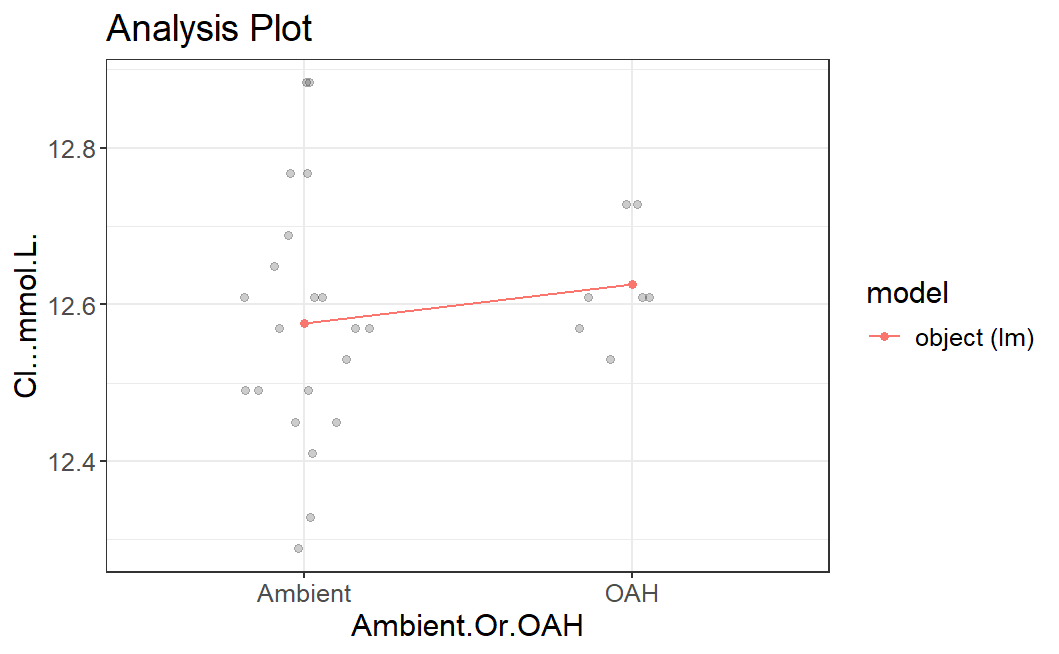 Analysis Plot
12.8
12.6
12.4
Cl...mmol.L.
Ambient
OAH
Ambient.Or.OAH
model
object (lm)